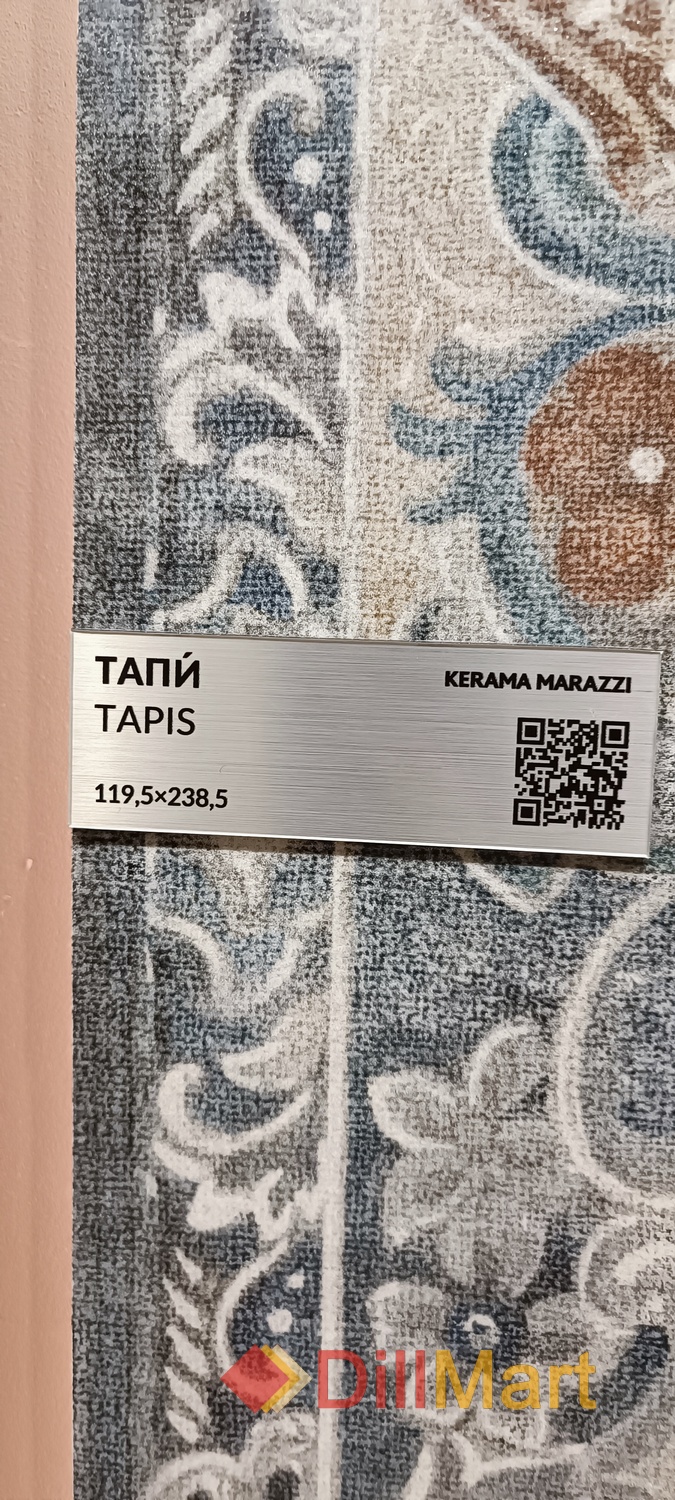 ТАПИ́
TAPIS
119,5×238,5
KERAMA MARAZZI
DillMart